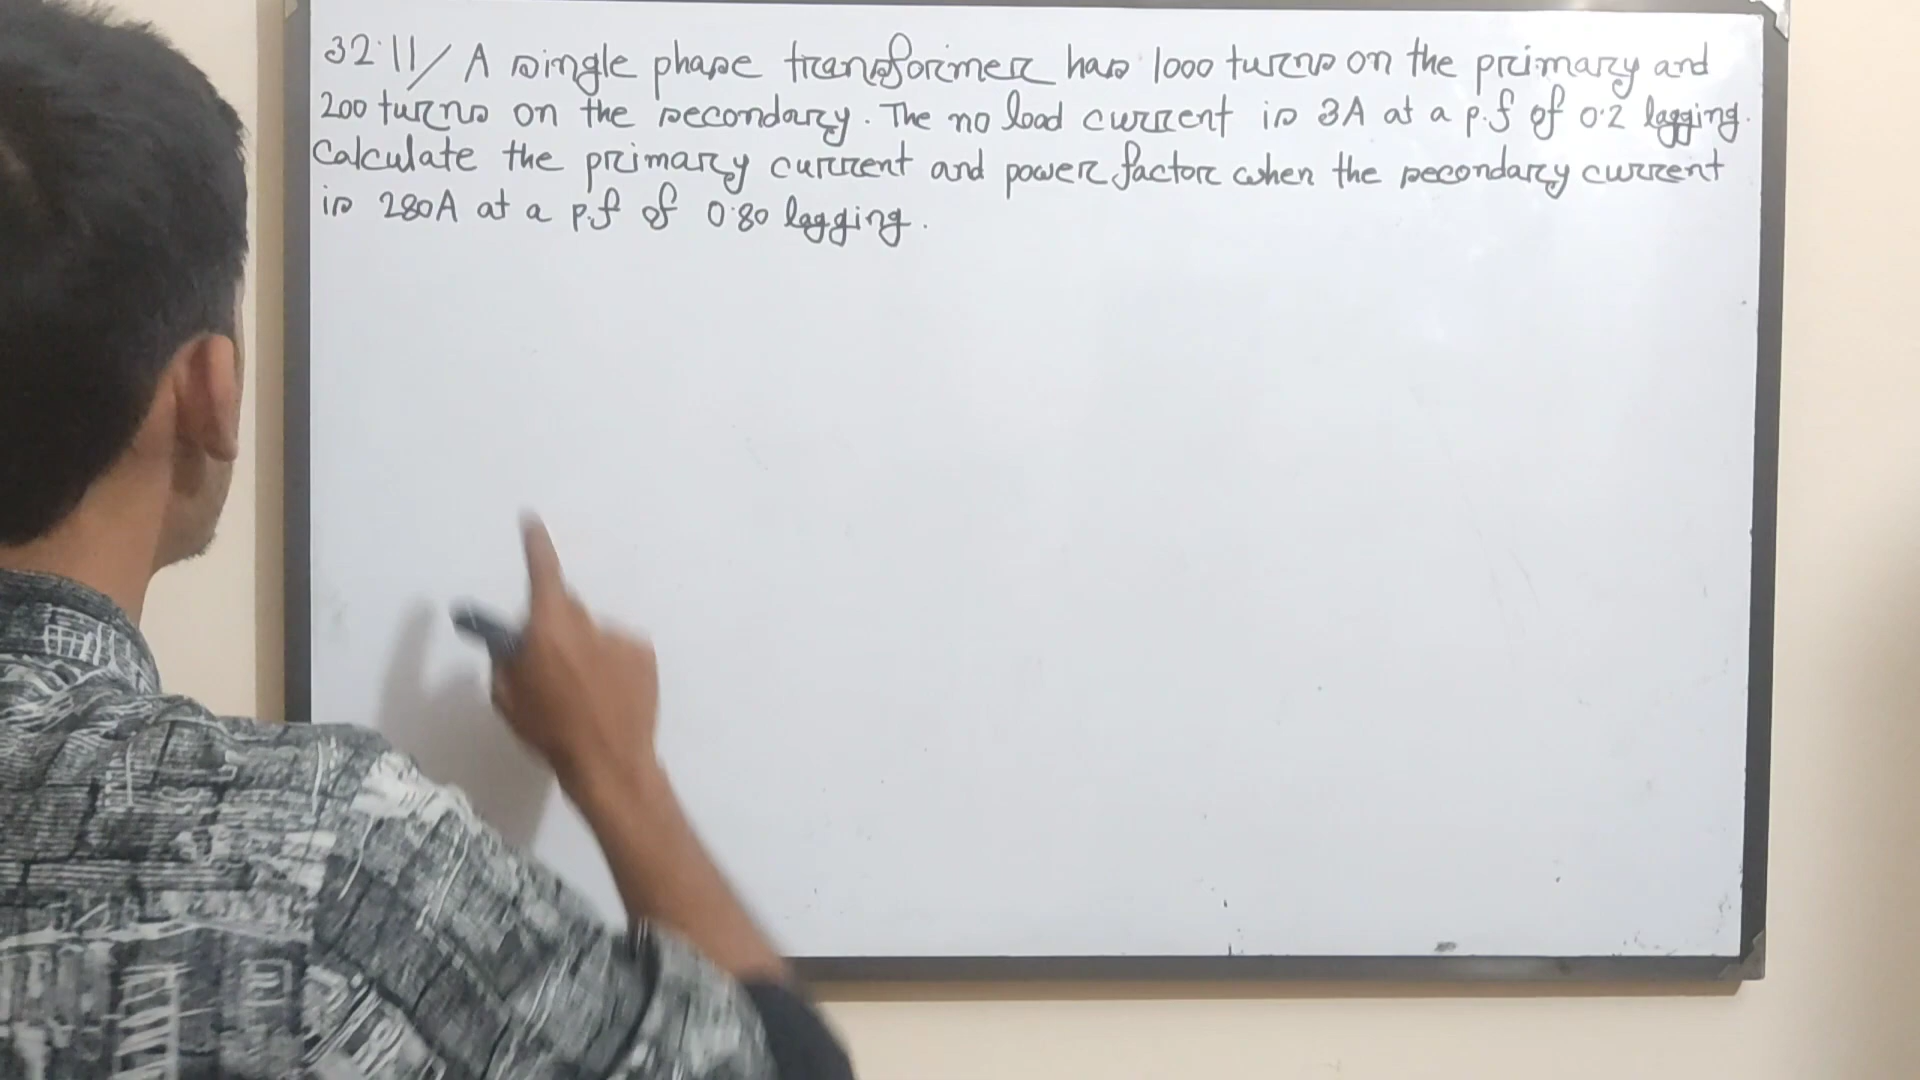 32.11/ A single phase transformer has 1000 turns on the primary and
200 turns on the secondary. The no load current is 3A at a p.f of 0.2 lagging.
Calculate the primary current and power factor when the secondary current
is 280A at a p.f of 0.80 lagging.